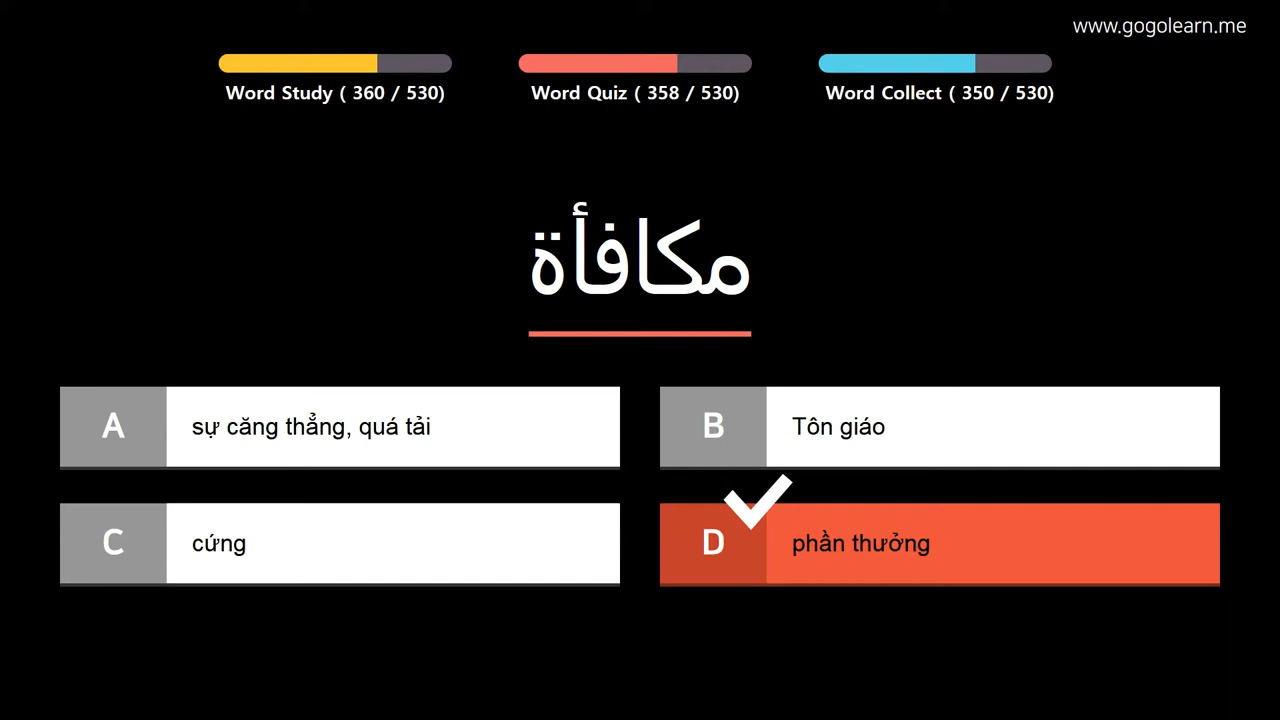 www.gogolearn.me
Word Study ( 360 / 530)
Word Quiz ( 358 / 530)
Word Collect ( 350 / 530)
مكافأة
A
sự căng thẳng, quá tải
B
Tôn giáo
C
cứng
D
phần thưởng